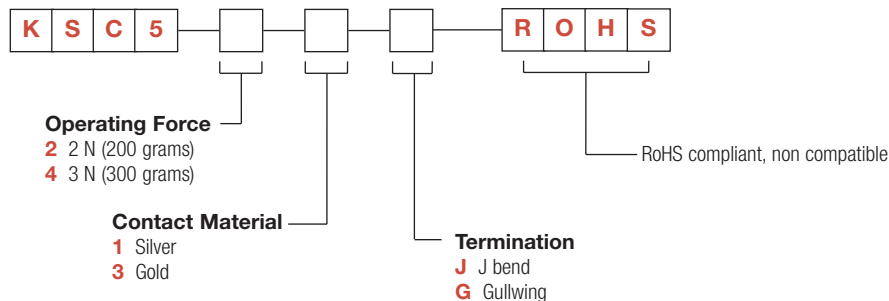 K S C 5 R O H S
Operating Force
2 2 N (200 grams)
4 3 N (300 grams)
RoHS compliant, non compatible
Contact Material
1 Silver
3 Gold
Termination
J J bend
G Gullwing